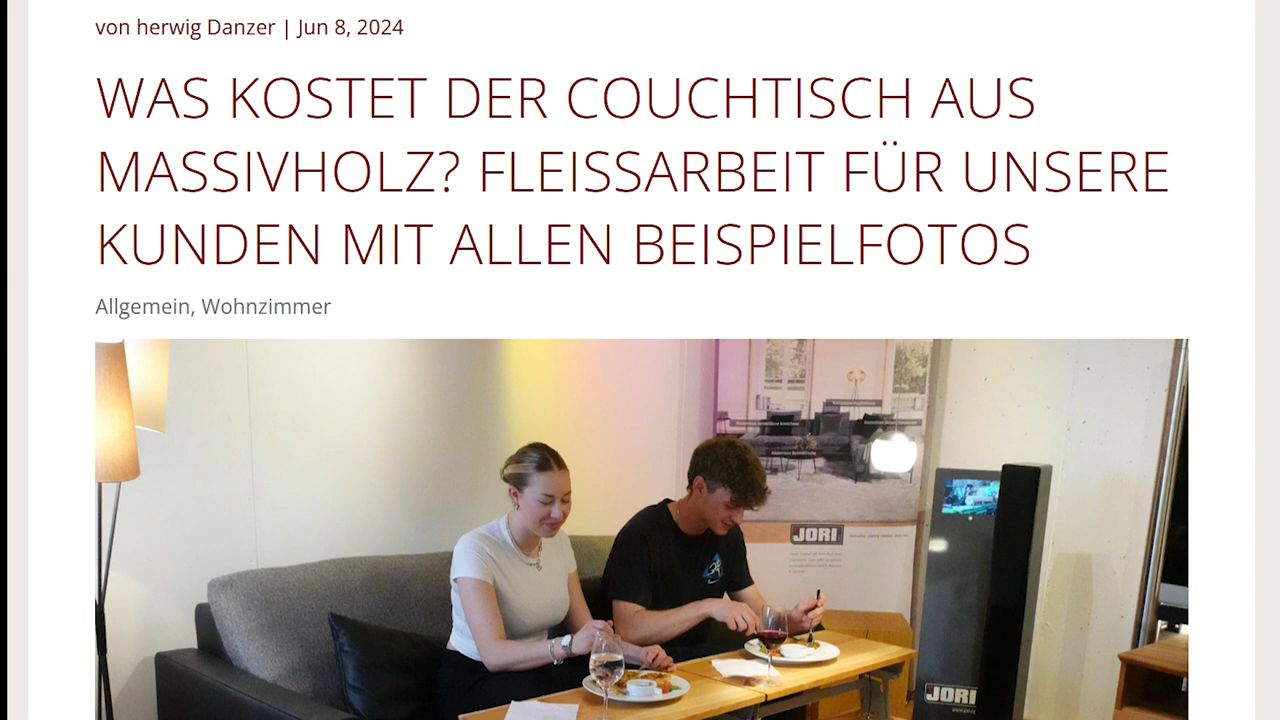 von herwig Danzer | Jun 8, 2024
WAS KOSTET DER COUCHTISCH AUS
MASSIVHOLZ? FLEISSARBEIT FÜR UNSERE
KUNDEN MIT ALLEN BEISPIELFOTOS
Allgemein, Wohnzimmer
JORI
JORI